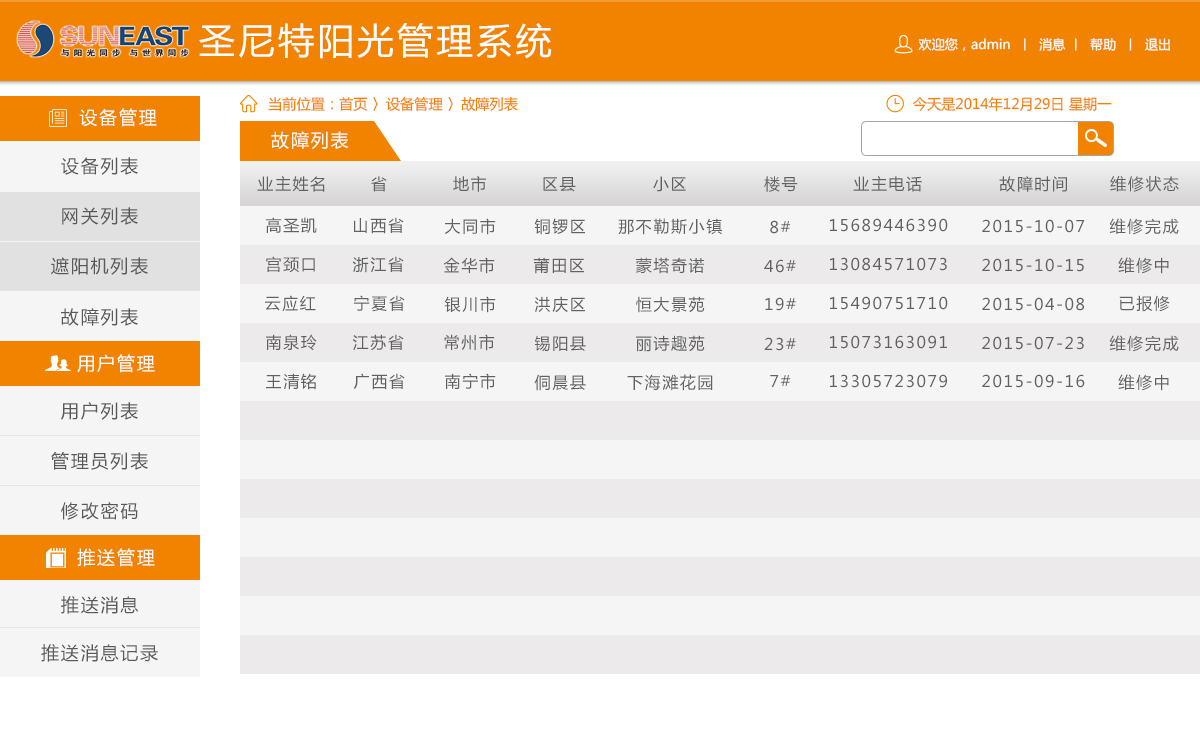 SUNEAST
与阳光同步 与世界同步
圣尼特阳光管理系统
欢迎您，admin | 消息 | 帮助 | 退出
当前位置：首页 〉设备管理 〉故障列表
今天是2014年12月29日 星期一
设备管理
设备列表
网关列表
遮阳机列表
故障列表
用户管理
用户列表
管理员列表
修改密码
推送管理
推送消息
推送消息记录
故障列表
业主姓名 省 地市 区县 小区 楼号 业主电话 故障时间 维修状态
高圣凯 山西省 大同市 铜锣区 那不勒斯小镇 8# 15689446390 2015-10-07 维修完成
宫颈口 浙江省 金华市 莆田区 蒙塔奇诺 46# 13084571073 2015-10-15 维修中
云应红 宁夏省 银川市 洪庆区 恒大景苑 19# 15490751710 2015-04-08 已报修
南泉玲 江苏省 常州市 锡阳县 丽诗趣苑 23# 15073163091 2015-07-23 维修完成
王清铭 广西省 南宁市 侗晨县 下海滩花园 7# 13305723079 2015-09-16 维修中